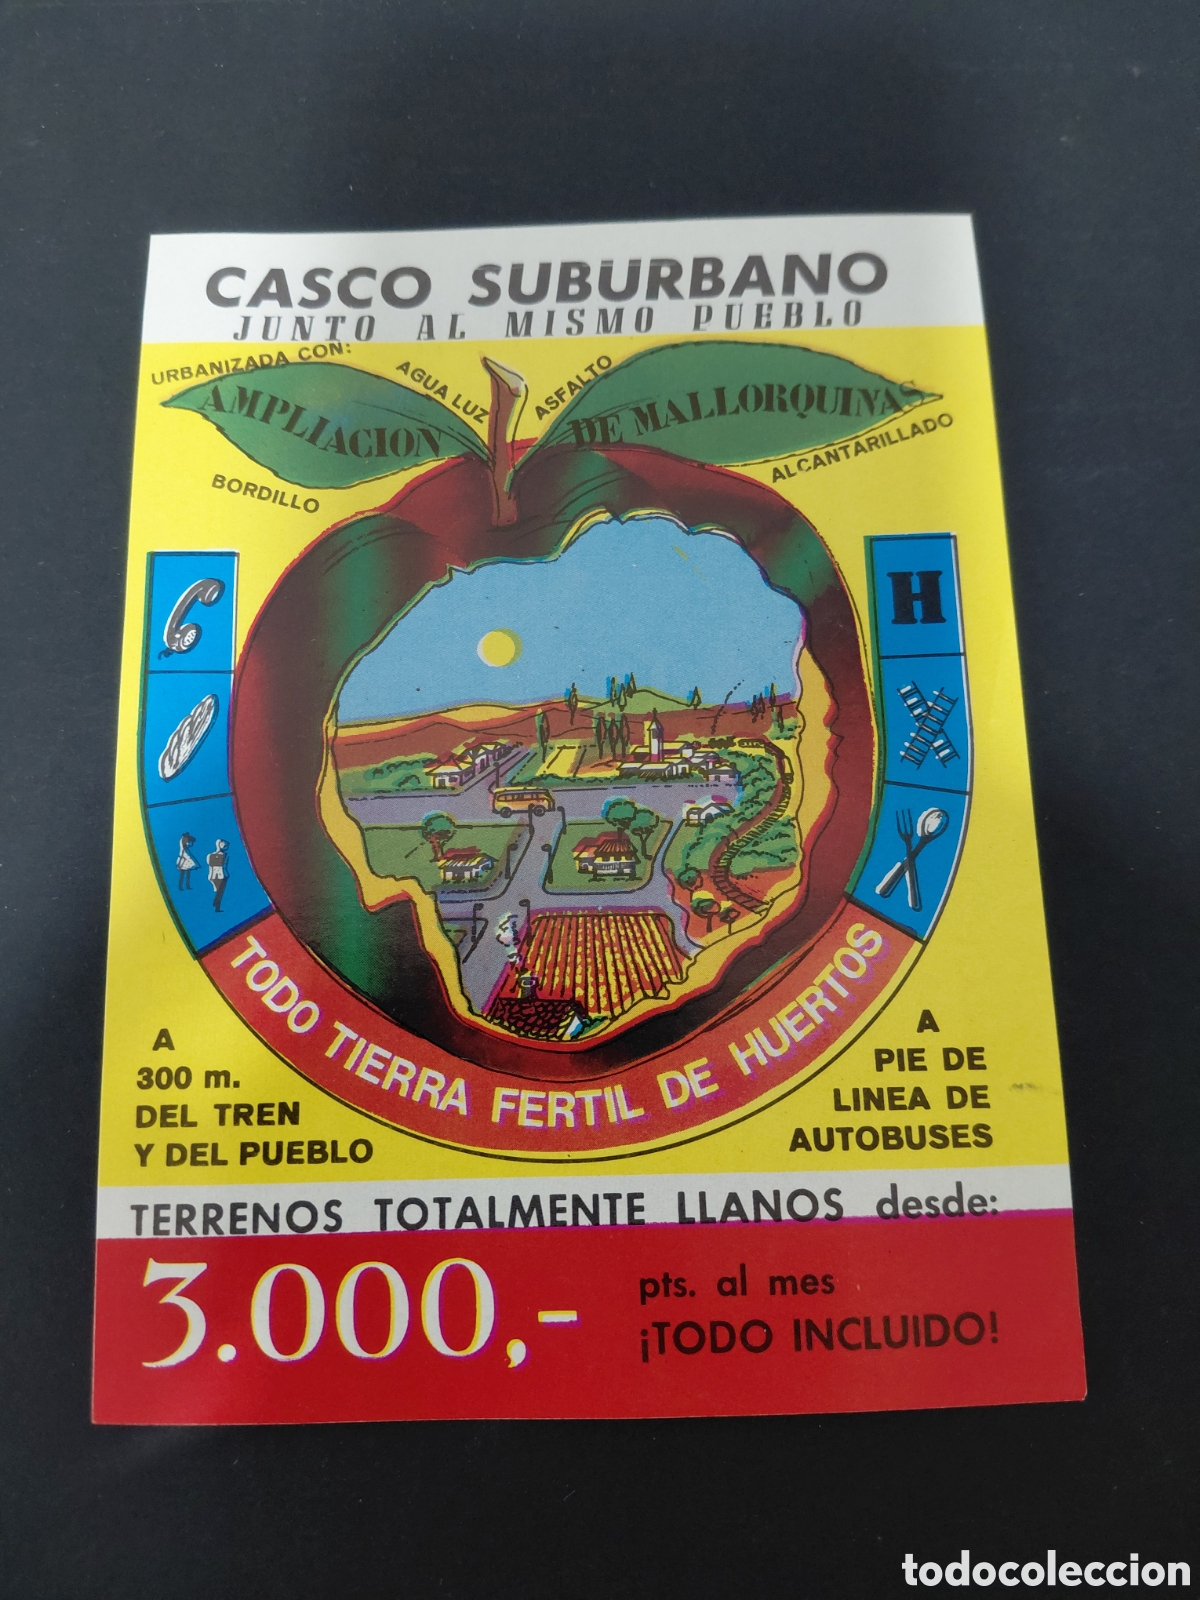 CASCO SUBURBANO
JUNTO AL MISMO PUEBLO
URBANIZADA CON:
AGUA LUZ
ASFALTO
AMPLIACION
DE MALLORQUINAS
BORDILLO
ALCANTARILLADO
H
TODO TIERRA FERTIL DE HUERTOS
A
300 m.
DEL TREN
Y DEL PUEBLO
A
PIE DE
LINEA DE
AUTOBUSES
TERRENOS TOTALMENTE LLANOS desde:
3.000,-
pts. al mes
¡TODO INCLUIDO!
todocoleccion